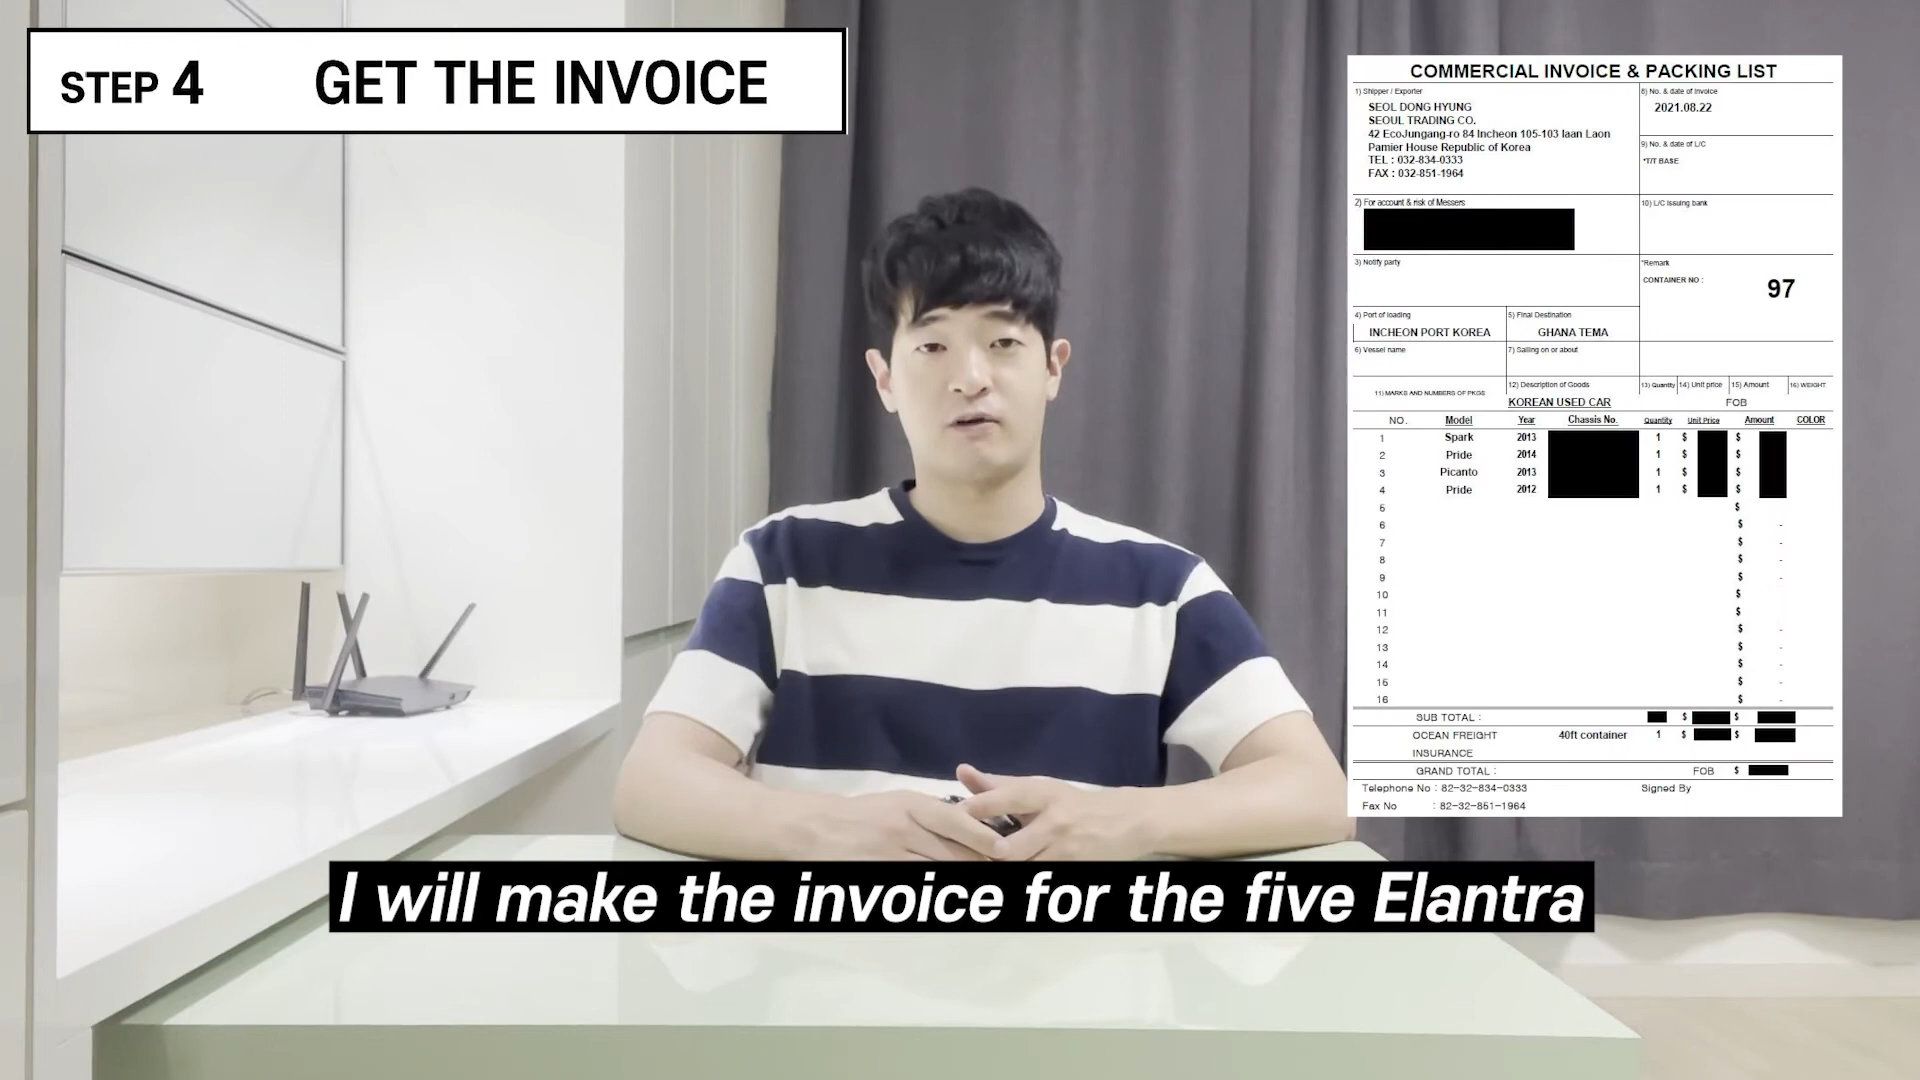 STEP 4 GET THE INVOICE
COMMERCIAL INVOICE & PACKING LIST
1) Shipper / Exporter
SEOL DONG HYUNG
SEOUL TRADING CO.
42 EcoJungang-ro 84 Incheon 105-103 Iaan Laon
Pamier House Republic of Korea
TEL : 032-834-0333
FAX : 032-851-1964
8) No. & date of invoice
2021.08.22
9) No. & date of L/C
*T/T BASE
2) For account & risk of Messers
10) L/C issuing bank
3) Notify party
*Remark
CONTAINER NO : 97
4) Port of loading
INCHEON PORT KOREA
5) Final Destination
GHANA TEMA
6) Vessel name
7) Sailing on or about
11) MARKS AND NUMBERS OF PKGS
12) Description of Goods
13) Quantity 14) Unit price 15) Amount 16) WEIGHT
KOREAN USED CAR FOB
NO. Model Year Chassis No. Quantity Unit Price Amount COLOR
1 Spark 2013 1 $ $
2 Pride 2014 1 $ $
3 Picanto 2013 1 $ $
4 Pride 2012 1 $ $
5 $
6 $ -
7 $ -
8 $ -
9 $ -
10 $
11 $
12 $ -
13 $ -
14 $ -
16 $ -
16 $ -
SUB TOTAL : $ $
OCEAN FREIGHT 40ft container 1 $ $
INSURANCE
GRAND TOTAL : FOB $
Telephone No : 82-32-834-0333 Signed By
Fax No : 82-32-851-1964
I will make the invoice for the five Elantra